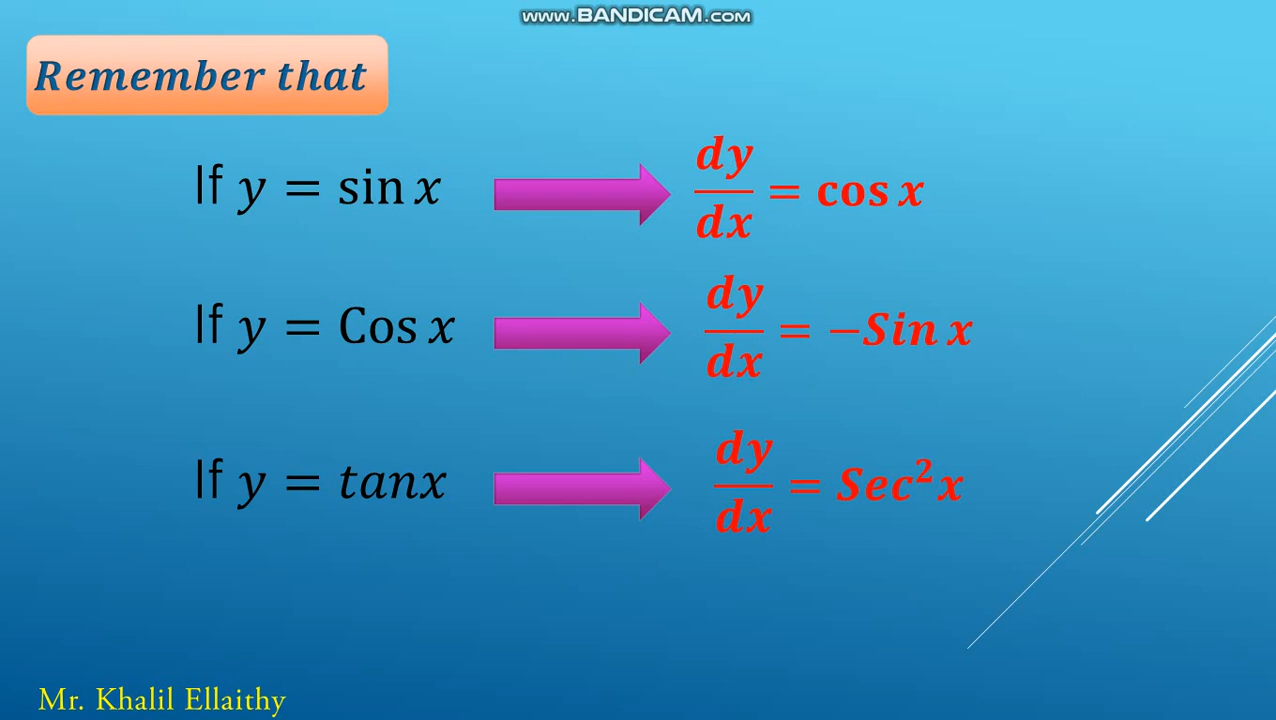 www.BANDICAM.com
Remember that
If y = sin x dy/dx = cos x
If y = Cos x dy/dx = −Sin x
If y = tanx dy/dx = Sec²x
Mr. Khalil Ellaithy